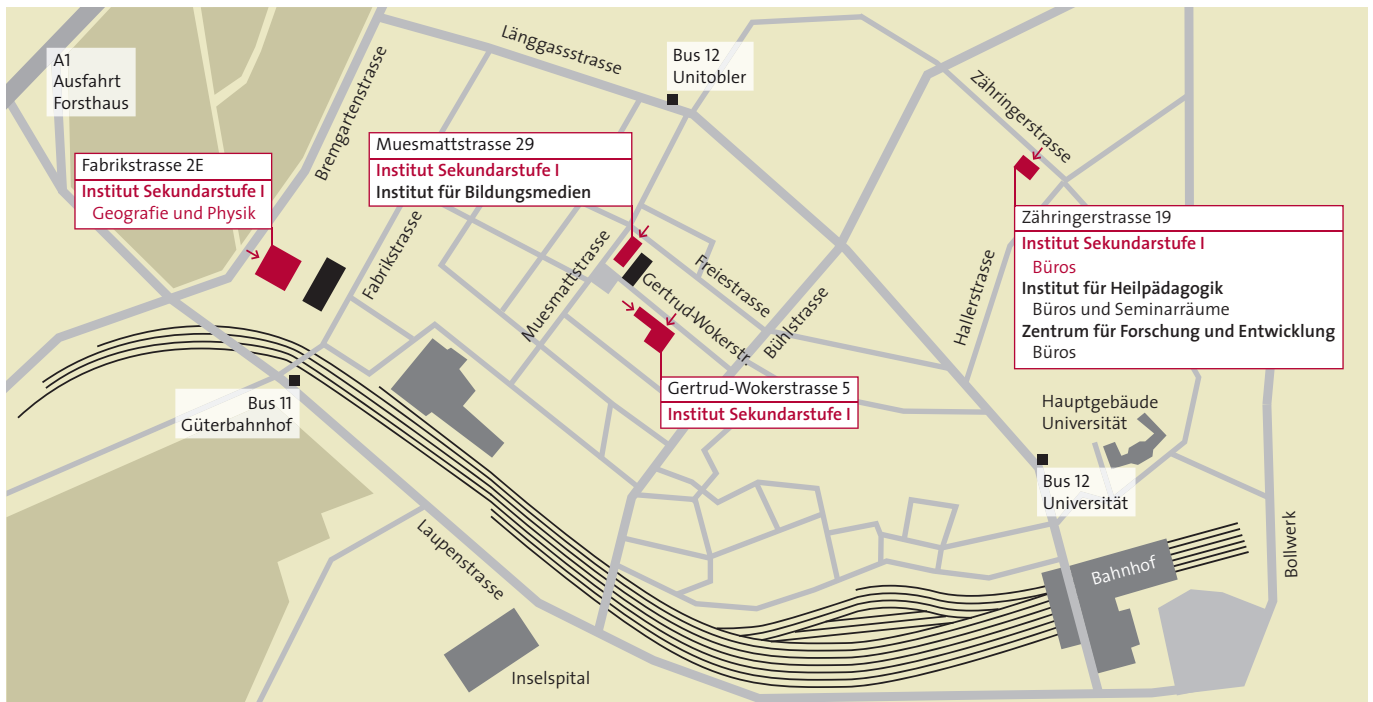 A1
Ausfahrt
Forsthaus
Bremgartenstrasse
Länggassstrasse
Bus 12
Unitobler
Zähringerstrasse
Fabrikstrasse 2E
Institut Sekundarstufe I
Geografie und Physik
Muesmattstrasse 29
Institut Sekundarstufe I
Institut für Bildungsmedien
Zähringerstrasse 19
Institut Sekundarstufe I
Büros
Institut für Heilpädagogik
Büros und Seminarräume
Zentrum für Forschung und Entwicklung
Büros
Fabrikstrasse
Muesmattstrasse
Freiestrasse
Gertrud-Wokerstr.
Bühlstrasse
Hallerstrasse
Gertrud-Wokerstrasse 5
Institut Sekundarstufe I
Bus 11
Güterbahnhof
Hauptgebäude
Universität
Bus 12
Universität
Laupenstrasse
Bahnhof
Bollwerk
Inselspital